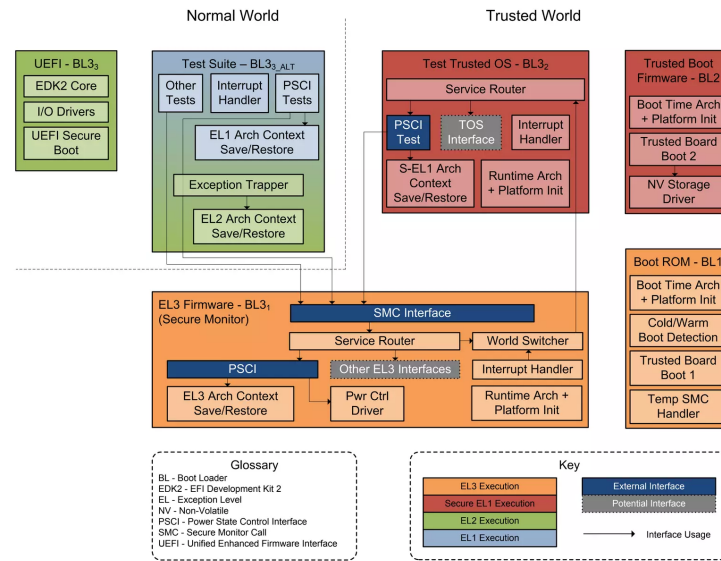 Normal World
Trusted World
UEFI - BL3₃
EDK2 Core
I/O Drivers
UEFI Secure
Boot
Test Suite – BL3₃_ALT
Other
Tests
Interrupt
Handler
PSCI
Tests
EL1 Arch Context
Save/Restore
Exception Trapper
EL2 Arch Context
Save/Restore
Test Trusted OS - BL3₂
Service Router
PSCI
Test
TOS
Interface
Interrupt
Handler
S-EL1 Arch
Context
Save/Restore
Runtime Arch
+ Platform Init
Trusted Boot
Firmware - BL2
Boot Time Arch
+ Platform Init
Trusted Board
Boot 2
NV Storage
Driver
EL3 Firmware - BL3₁
(Secure Monitor)
SMC Interface
Service Router
World Switcher
PSCI
Other EL3 Interfaces
Interrupt Handler
EL3 Arch Context
Save/Restore
Pwr Ctrl
Driver
Runtime Arch +
Platform Init
Boot ROM - BL1
Boot Time Arch
+ Platform Init
Cold/Warm
Boot Detection
Trusted Board
Boot 1
Temp SMC
Handler
Glossary
BL - Boot Loader
EDK2 - EFI Development Kit 2
EL - Exception Level
NV - Non-Volatile
PSCI - Power State Control Interface
SMC - Secure Monitor Call
UEFI - Unified Enhanced Firmware Interface
Key
EL3 Execution
Secure EL1 Execution
EL2 Execution
EL1 Execution
External Interface
Potential Interface
Interface Usage